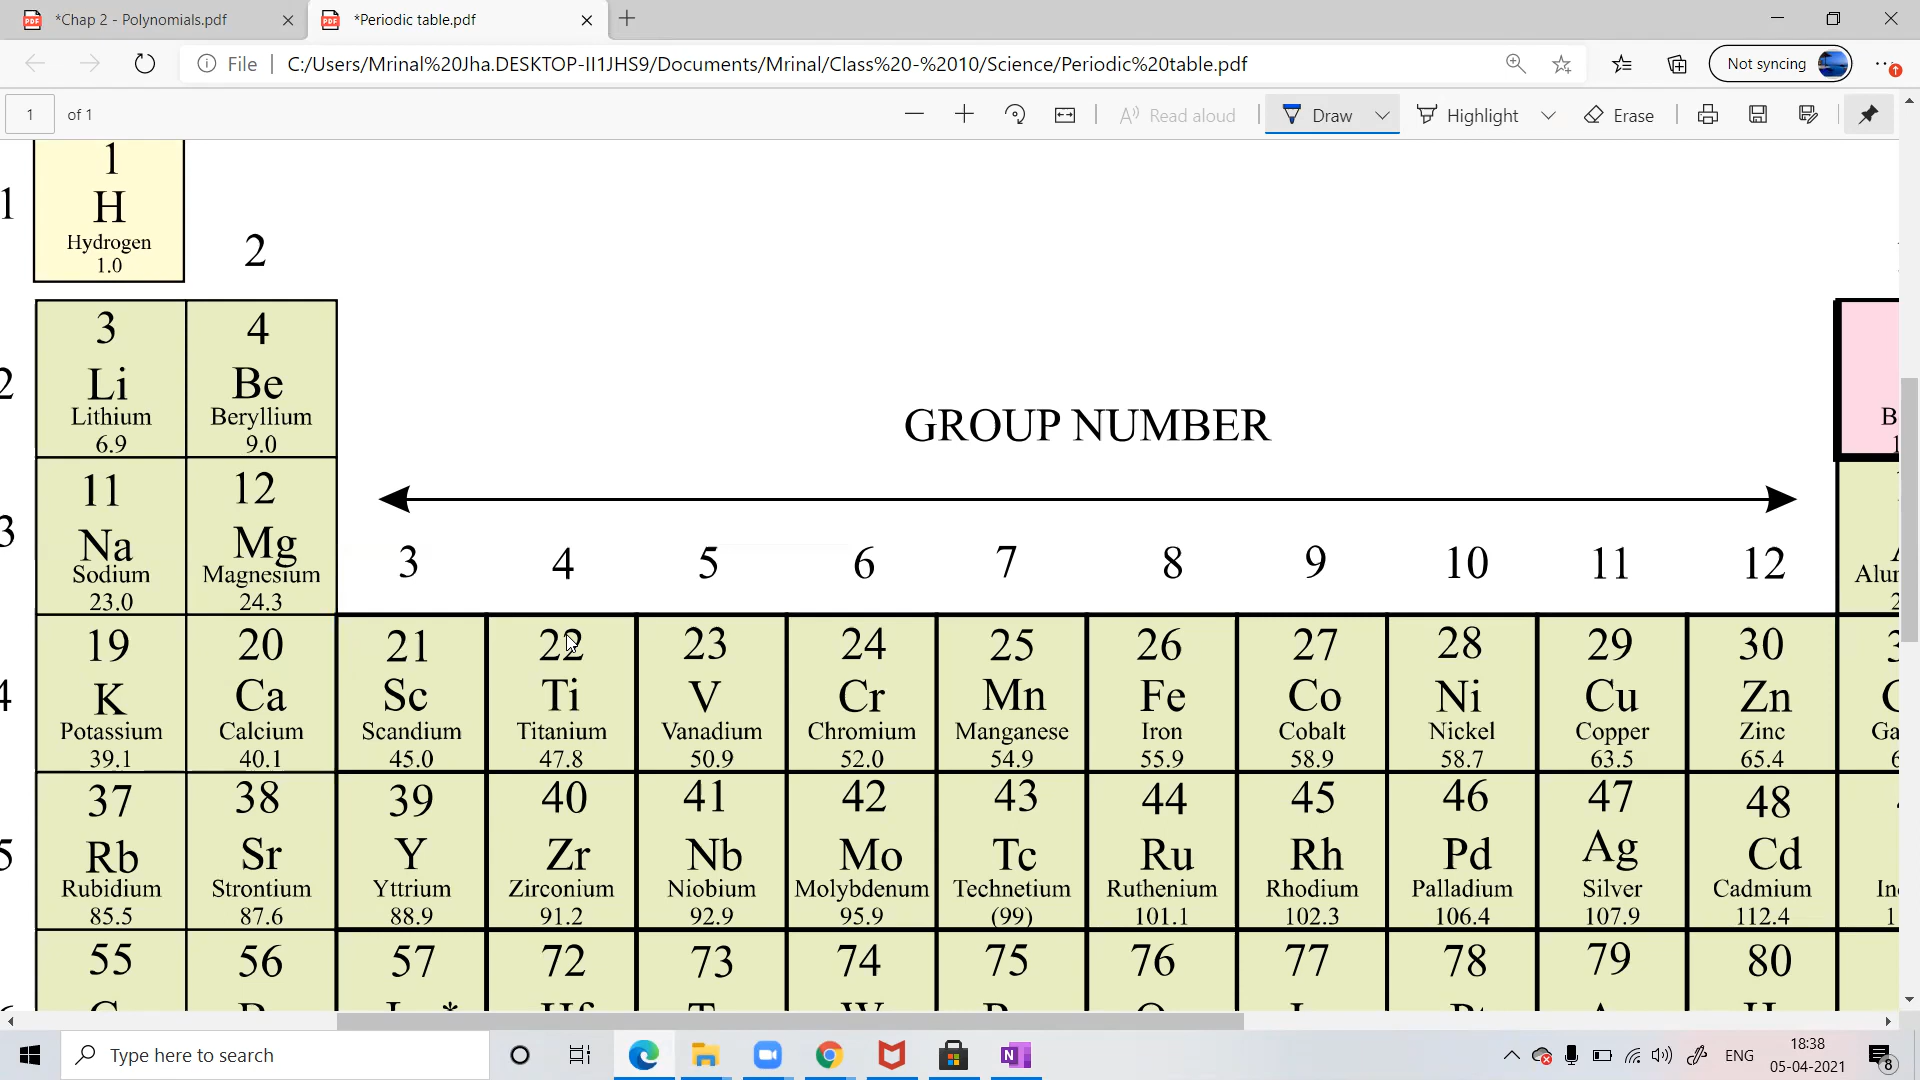 *Chap 2 - Polynomials.pdf
*Periodic table.pdf
File
C:/Users/Mrinal%20Jha.DESKTOP-II1JHS9/Documents/Mrinal/Class%20-%2010/Science/Periodic%20table.pdf
Not syncing
1 of 1
Read aloud
Draw
Highlight
Erase
1
1
H
Hydrogen
1.0
2
2
3 4
Li Be
Lithium Beryllium
6.9 9.0
GROUP NUMBER
3
11 12
Na Mg
Sodium Magnesium
23.0 24.3
3 4 5 6 7 8 9 10 11 12
4
19 20 21 22 23 24 25 26 27 28 29 30
K Ca Sc Ti V Cr Mn Fe Co Ni Cu Zn
Potassium Calcium Scandium Titanium Vanadium Chromium Manganese Iron Cobalt Nickel Copper Zinc
39.1 40.1 45.0 47.8 50.9 52.0 54.9 55.9 58.9 58.7 63.5 65.4
5
37 38 39 40 41 42 43 44 45 46 47 48
Rb Sr Y Zr Nb Mo Tc Ru Rh Pd Ag Cd
Rubidium Strontium Yttrium Zirconium Niobium Molybdenum Technetium Ruthenium Rhodium Palladium Silver Cadmium
85.5 87.6 88.9 91.2 92.9 95.9 (99) 101.1 102.3 106.4 107.9 112.4
55 56 57 72 73 74 75 76 77 78 79 80
Type here to search
ENG
18:38
05-04-2021
8